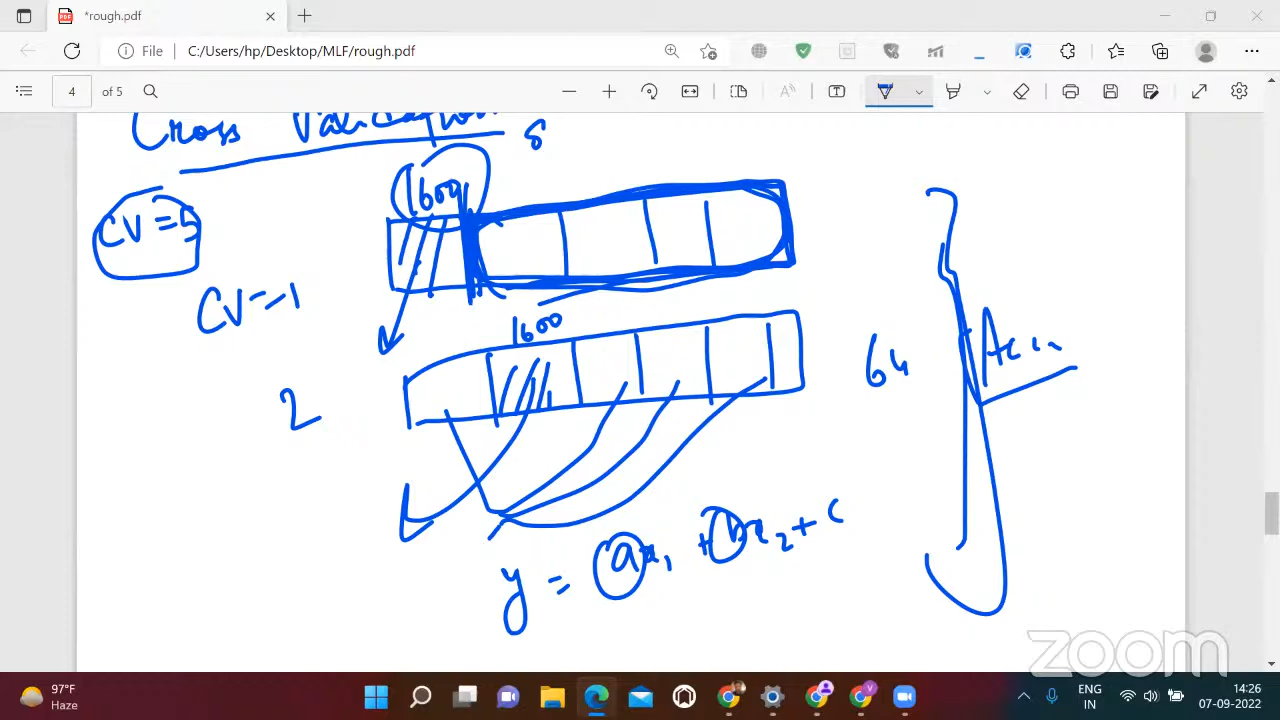 *rough.pdf
File C:/Users/hp/Desktop/MLF/rough.pdf
4 of 5
Cross Validation
CV=5
1600
CV-1
1600
2
64
y = ax₁ + bx₂ + c
zoom
97°F
Haze
ENG
IN
14:26
07-09-2022